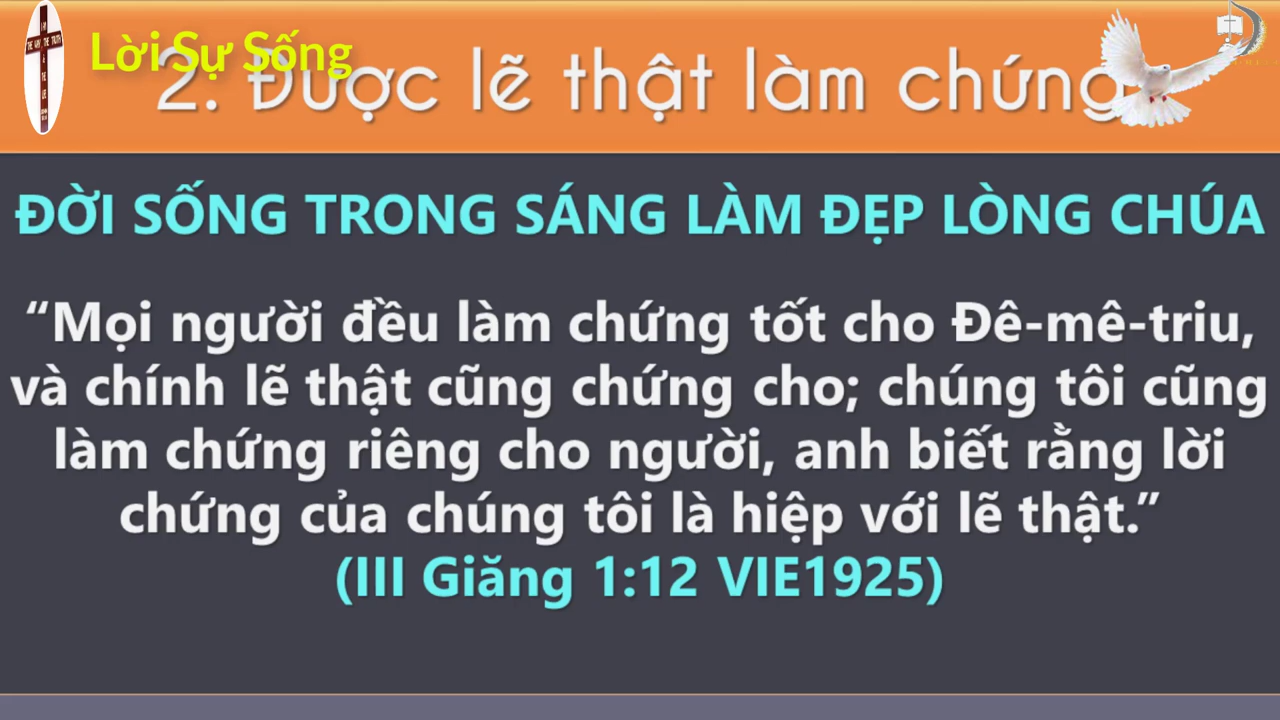 Lời Sự Sống
2. Được lẽ thật làm chứng
ĐỜI SỐNG TRONG SÁNG LÀM ĐẸP LÒNG CHÚA
“Mọi người đều làm chứng tốt cho Đê-mê-triu,
và chính lẽ thật cũng chứng cho; chúng tôi cũng
làm chứng riêng cho người, anh biết rằng lời
chứng của chúng tôi là hiệp với lẽ thật.”
(III Giăng 1:12 VIE1925)